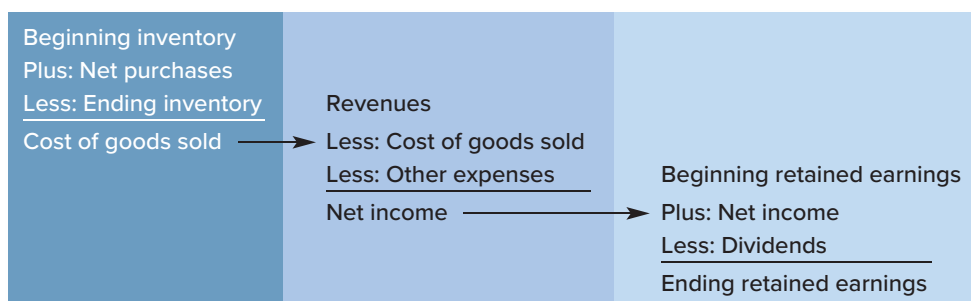 Beginning inventory
Plus: Net purchases
Less: Ending inventory
Cost of goods sold
Revenues
Less: Cost of goods sold
Less: Other expenses
Net income
Beginning retained earnings
Plus: Net income
Less: Dividends
Ending retained earnings